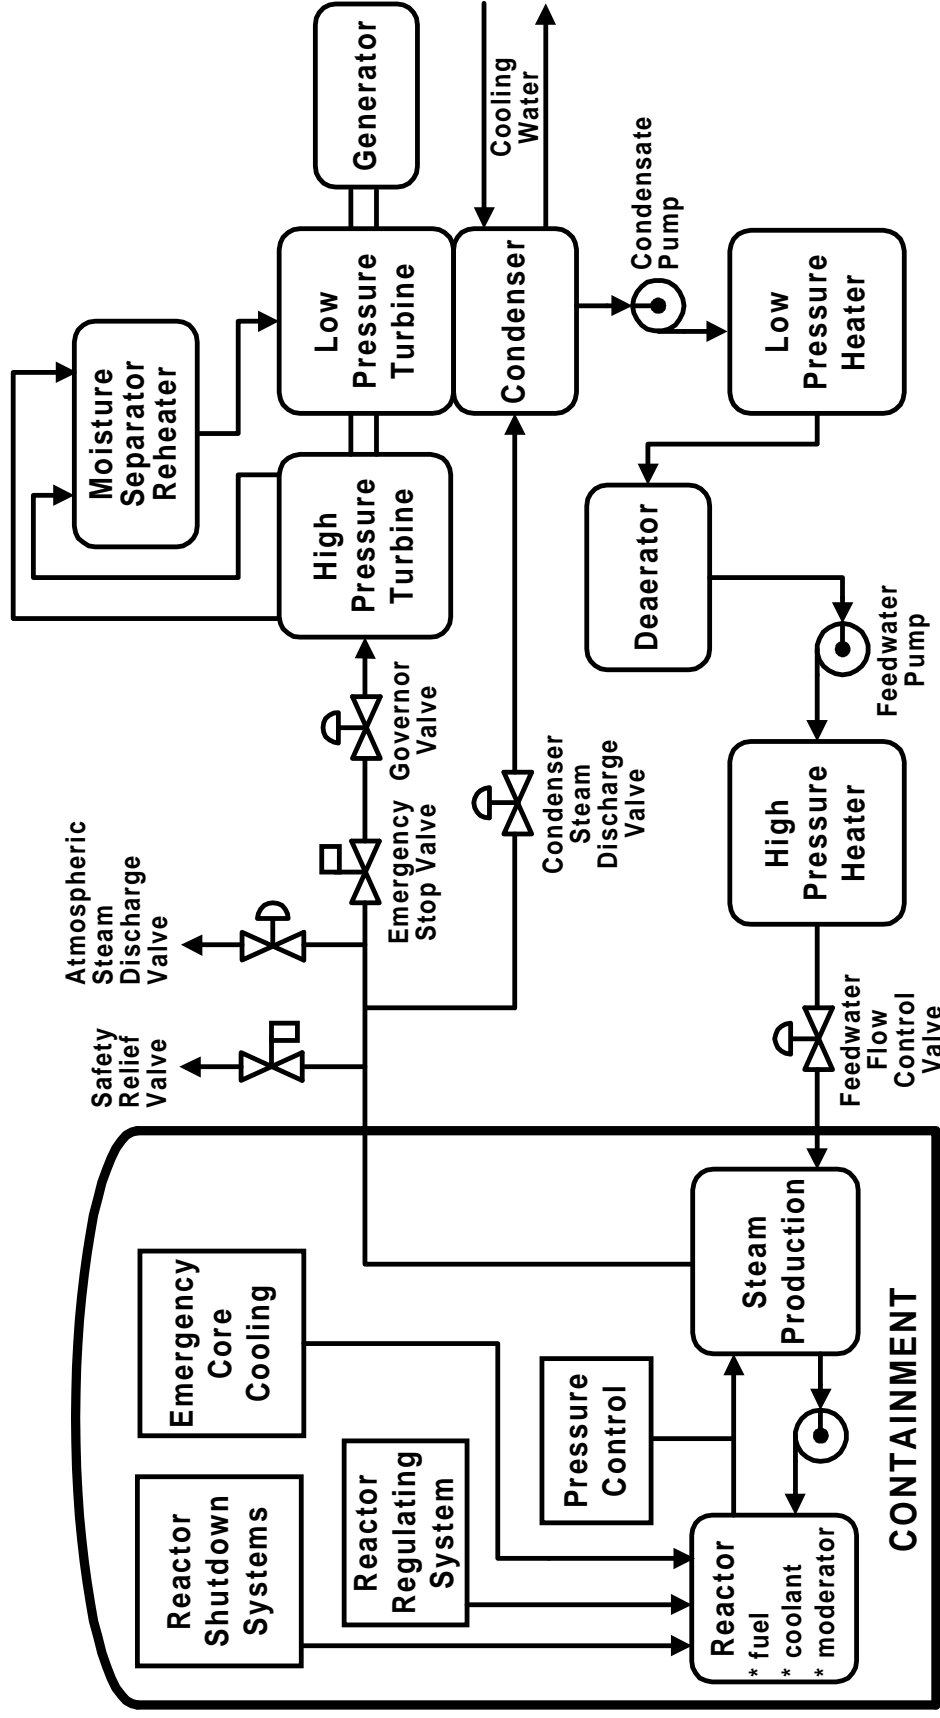 Generator
Cooling
Water
Moisture
Separator
Reheater
Low
Pressure
Turbine
Condenser
Condensate
Pump
Low
Pressure
Heater
High
Pressure
Turbine
Deaerator
Feedwater
Pump
Governor
Valve
Emergency
Stop Valve
Condenser
Steam
Discharge
Valve
High
Pressure
Heater
Atmospheric
Steam
Discharge
Valve
Safety
Relief
Valve
Feedwater
Flow
Control
Valve
Emergency
Core
Cooling
Steam
Production
Reactor
Shutdown
Systems
Reactor
Regulating
System
Pressure
Control
Reactor
* fuel
* coolant
* moderator
CONTAINMENT